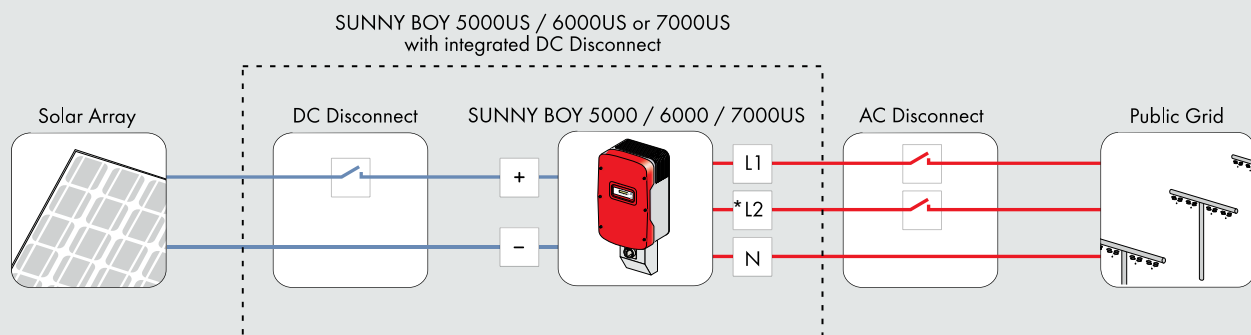 SUNNY BOY 5000US / 6000US or 7000US
with integrated DC Disconnect
Solar Array
DC Disconnect
SUNNY BOY 5000 / 6000 / 7000US
AC Disconnect
Public Grid
+
L1
*L2
−
N